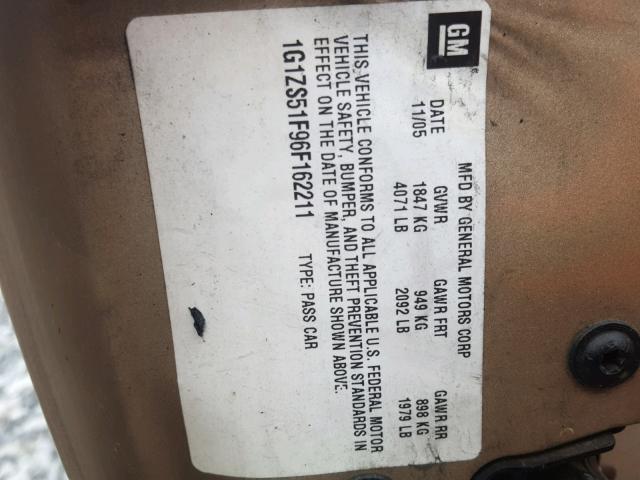 GM
MFD BY GENERAL MOTORS CORP
DATE GVWR GAWR FRT GAWR RR
11/05 1847 KG 949 KG 898 KG
4071 LB 2092 LB 1979 LB
THIS VEHICLE CONFORMS TO ALL APPLICABLE U.S. FEDERAL MOTOR
VEHICLE SAFETY, BUMPER, AND THEFT PREVENTION STANDARDS IN
EFFECT ON THE DATE OF MANUFACTURE SHOWN ABOVE.
1G1ZS51F96F162211 TYPE: PASS CAR